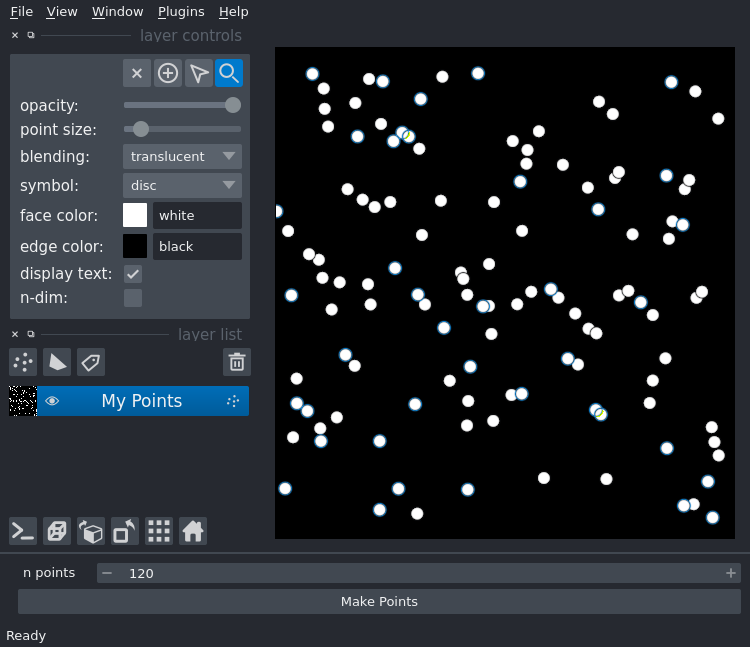 File View Window Plugins Help
layer controls
opacity:
point size:
blending: translucent
symbol: disc
face color: white
edge color: black
display text:
n-dim:
layer list
My Points
n points 120
Make Points
Ready